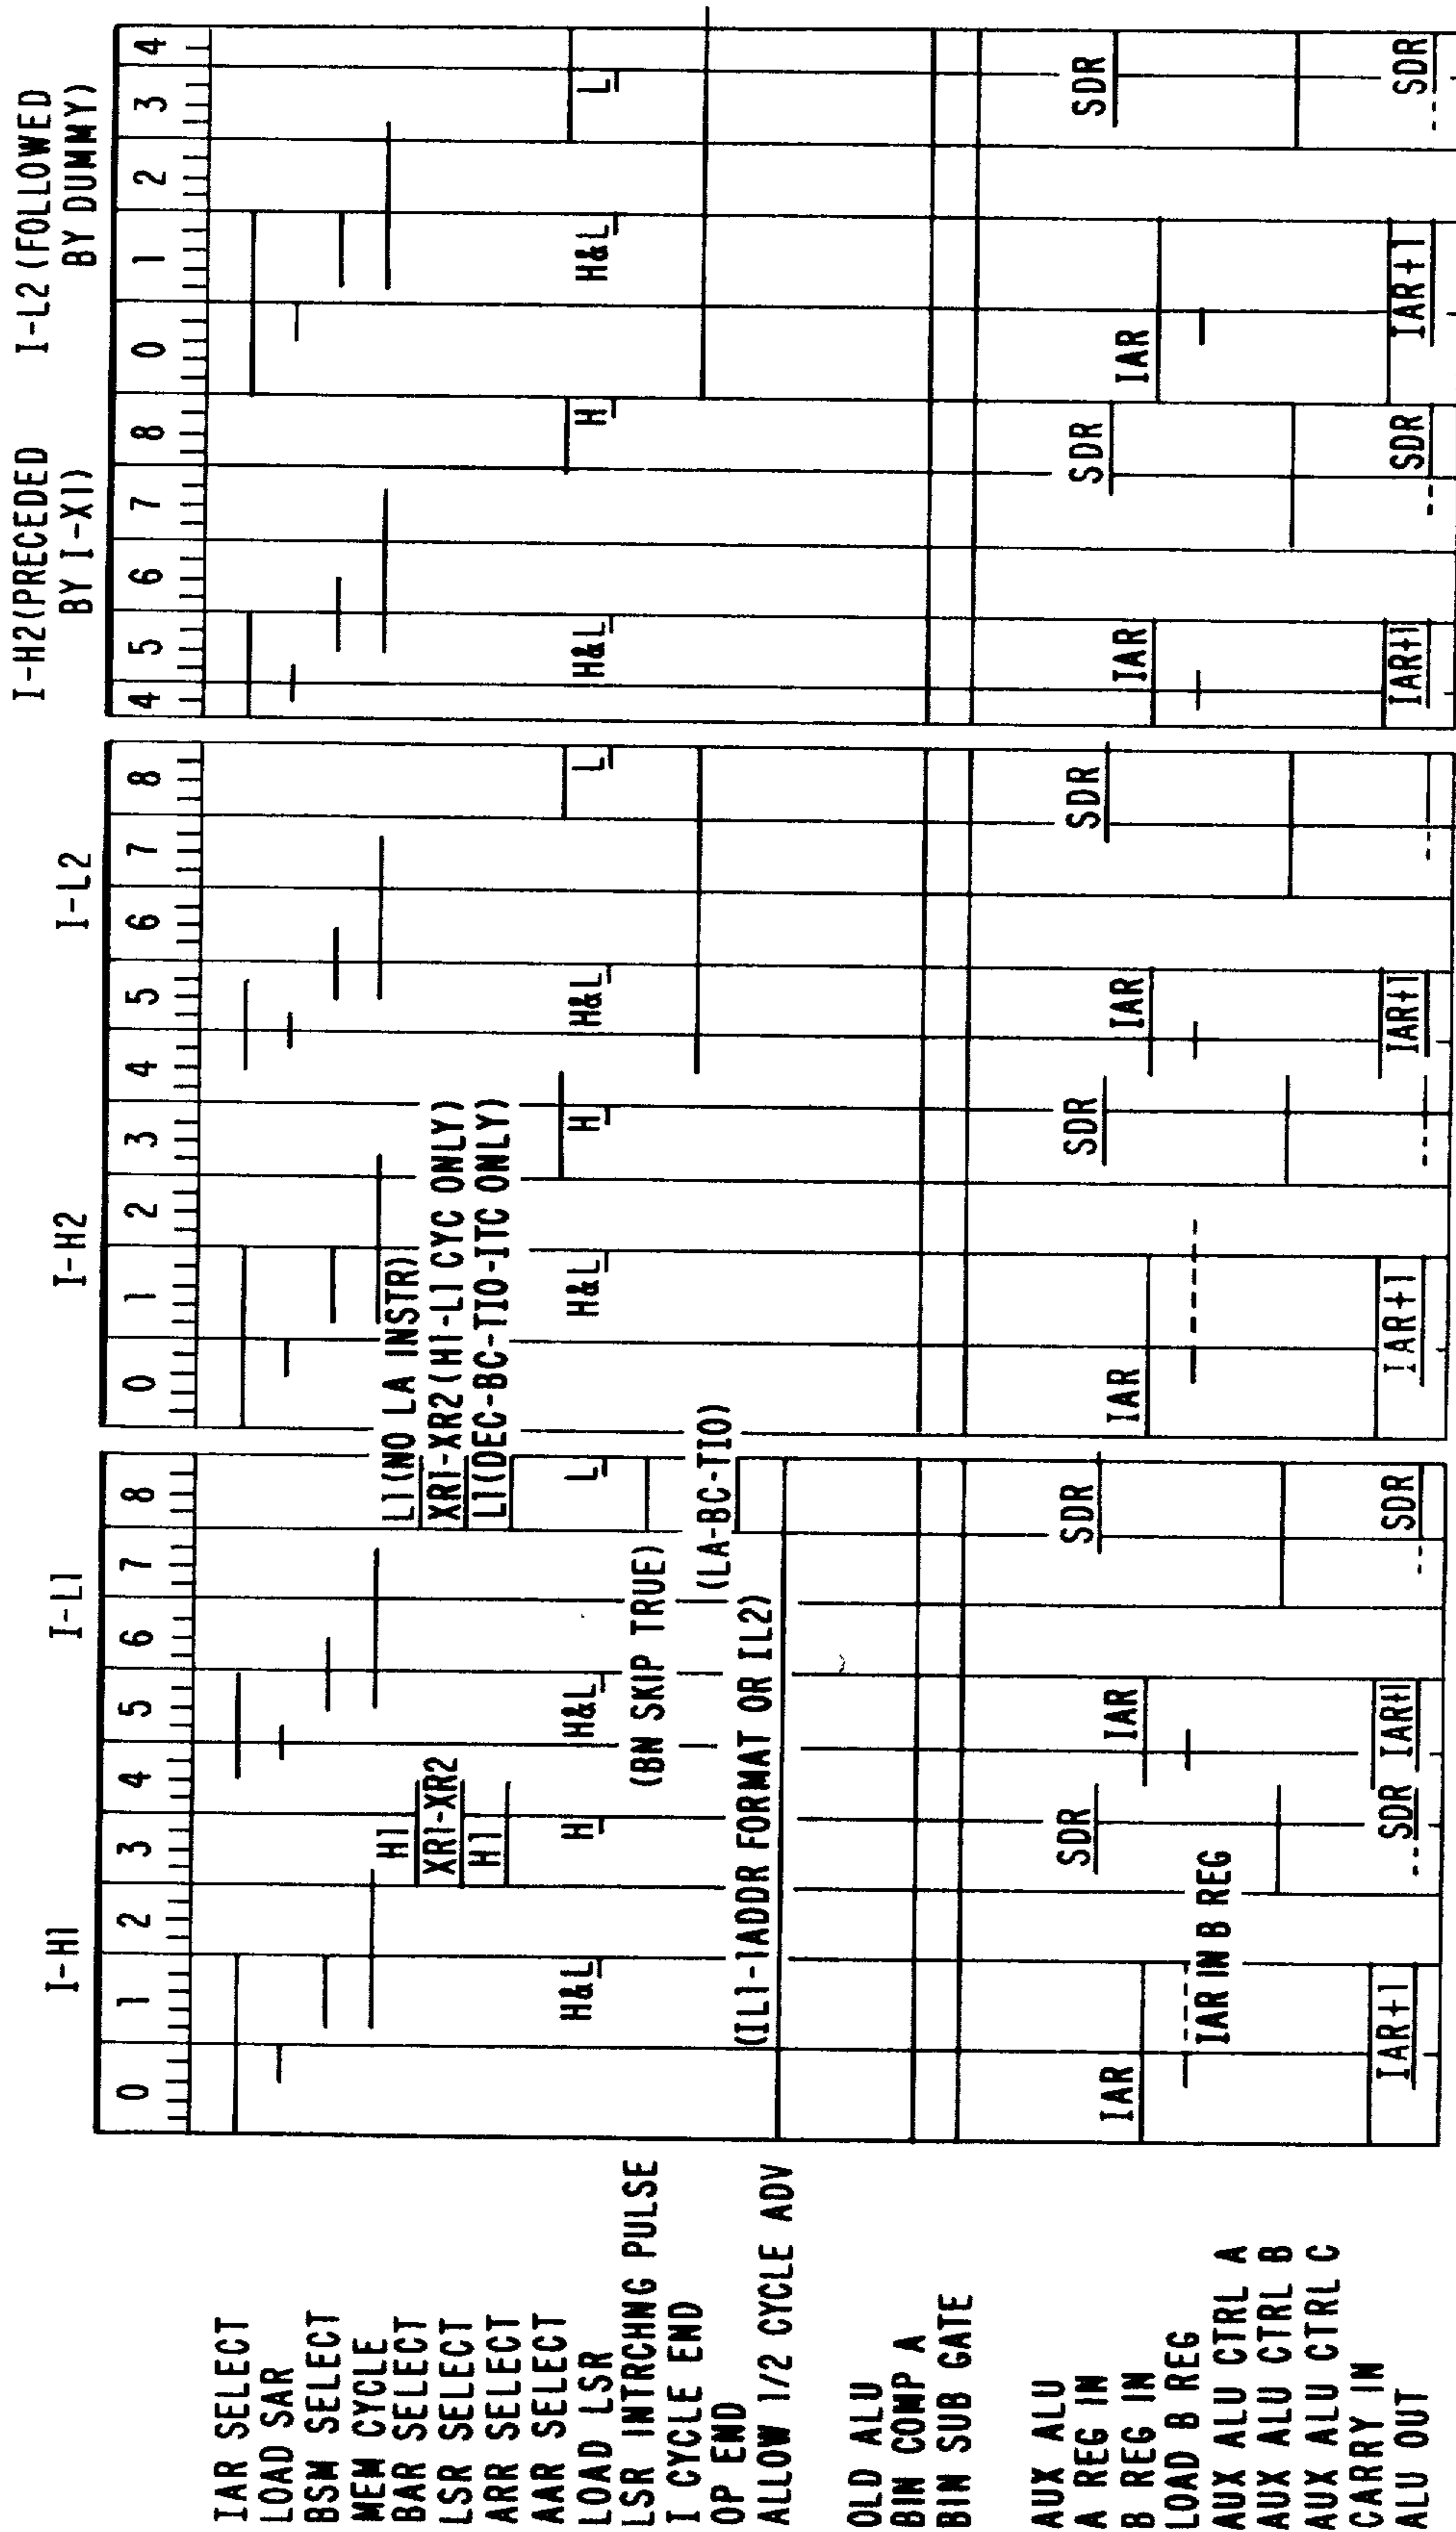 I-H1
I-L1
I-H2
I-L2
I-H2(PRECEDED
BY I-X1)
I-L2(FOLLOWED
BY DUMMY)
0 1 2 3 4 5 6 7 8
0 1 2 3 4 5 6 7 8
4 5 6 7 8 0 1 2 3 4
IAR SELECT
LOAD SAR
BSM SELECT
MEM CYCLE
BAR SELECT
H1
L1(NO LA INSTR)
LSR SELECT
XR1-XR2
XR1-XR2(H1-L1 CYC ONLY)
ARR SELECT
H1
L1(DEC-BC-TIO-ITC ONLY)
AAR SELECT
LOAD LSR
H&L H H&L L
H&L H H&L L
H&L H H&L L
LSR INTRCHNG PULSE
(BN SKIP TRUE)
I CYCLE END
OP END
(LA-BC-TIO)
ALLOW 1/2 CYCLE ADV
(IL1-1ADDR FORMAT OR IL2)
OLD ALU
BIN COMP A
BIN SUB GATE
AUX ALU
A REG IN
SDR SDR SDR SDR SDR SDR
B REG IN
IAR IAR IAR IAR IAR IAR
LOAD B REG
IAR IN B REG
AUX ALU CTRL A
AUX ALU CTRL B
AUX ALU CTRL C
CARRY IN
ALU OUT
IAR+1 SDR IAR+1 SDR
IAR+1 IAR+1
IAR+1 SDR IAR+1 SDR